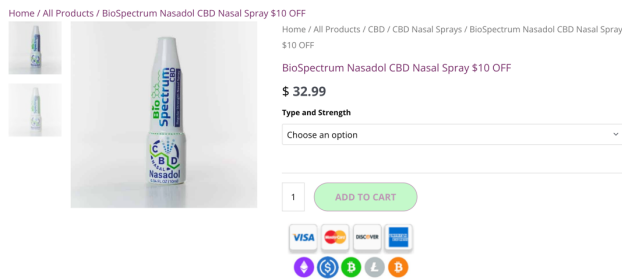 Home / All Products / BioSpectrum Nasadol CBD Nasal Spray $10 OFF
Home / All Products / CBD / CBD Nasal Sprays / BioSpectrum Nasadol CBD Nasal Spray
$10 OFF
BioSpectrum Nasadol CBD Nasal Spray $10 OFF
$ 32.99
Type and Strength
Choose an option
1
ADD TO CART
VISA
DISCOVER
Bio
Spectrum
CBD
CBD
NASAL
Nasadol